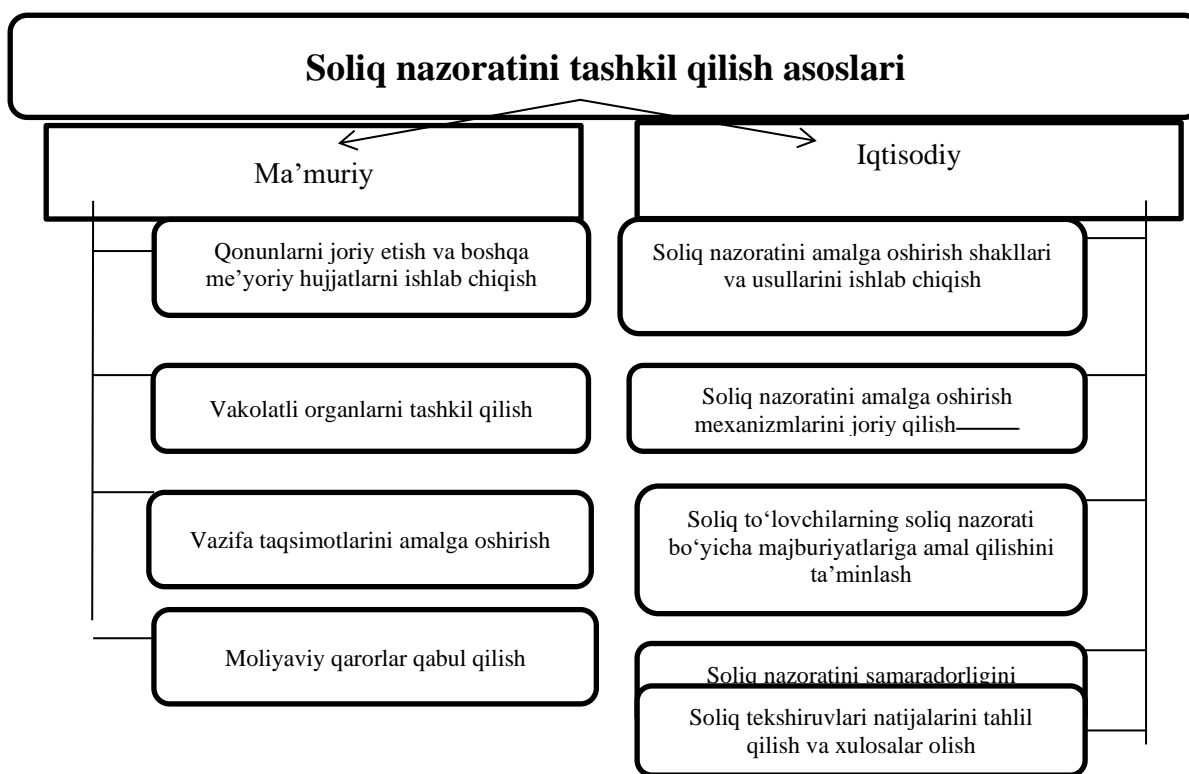 Soliq nazoratini tashkil qilish asoslari
Ma’muriy
Qonunlarni joriy etish va boshqa
me’yoriy hujjatlarni ishlab chiqish
Vakolatli organlarni tashkil qilish
Vazifa taqsimotlarini amalga oshirish
Moliyaviy qarorlar qabul qilish
Iqtisodiy
Soliq nazoratini amalga oshirish shakllari
va usullarini ishlab chiqish
Soliq nazoratini amalga oshirish
mexanizmlarini joriy qilish
Soliq to‘lovchilarning soliq nazorati
bo‘yicha majburiyatlariga amal qilishini
ta’minlash
Soliq nazoratini samaradorligini
Soliq tekshiruvlari natijalarini tahlil
qilish va xulosalar olish